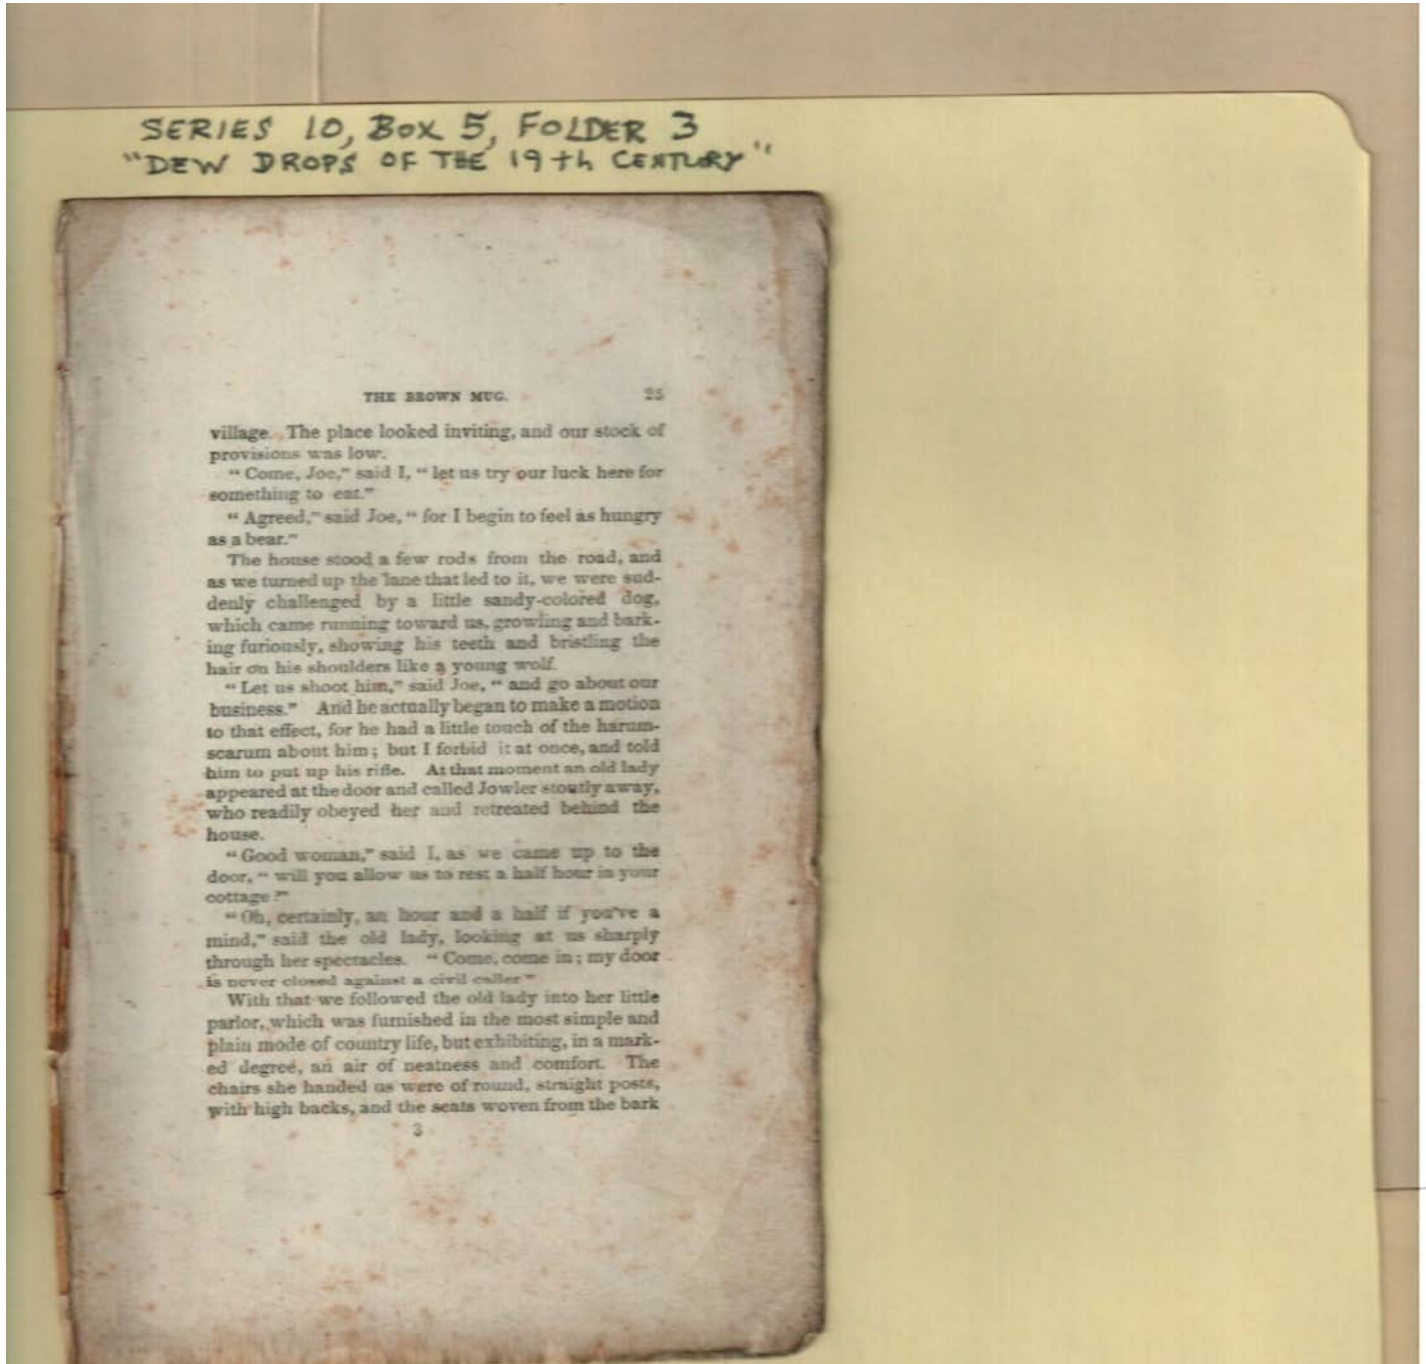 SERIES 10, BOX 5, FOLDER 3
"DEW DROPS OF THE 19th CENTURY"
THE BROWN MUG. 25
village. The place looked inviting, and our stock of
provisions was low.
“ Come, Joe,” said I, “ let us try our luck here for
something to eat.”
“ Agreed,” said Joe, “ for I begin to feel as hungry
as a bear.”
The house stood a few rods from the road, and
as we turned up the lane that led to it, we were sud-
denly challenged by a little sandy-colored dog,
which came running toward us, growling and bark-
ing furiously, showing his teeth and bristling the
hair on his shoulders like a young wolf.
“ Let us shoot him,” said Joe, “ and go about our
business.” And he actually began to make a motion
to that effect, for he had a little touch of the harum-
scarum about him ; but I forbid it at once, and told
him to put up his rifle. At that moment an old lady
appeared at the door and called Jowler stoutly away,
who readily obeyed her and retreated behind the
house.
“ Good woman,” said I, as we came up to the
door, “ will you allow us to rest a half hour in your
cottage ?”
“ Oh, certainly, an hour and a half if you've a
mind,” said the old lady, looking at us sharply
through her spectacles. “ Come, come in ; my door
is never closed against a civil caller ”
With that we followed the old lady into her little
parlor, which was furnished in the most simple and
plain mode of country life, but exhibiting, in a mark-
ed degree, an air of neatness and comfort. The
chairs she handed us were of round, straight posts,
with high backs, and the seats woven from the bark
3